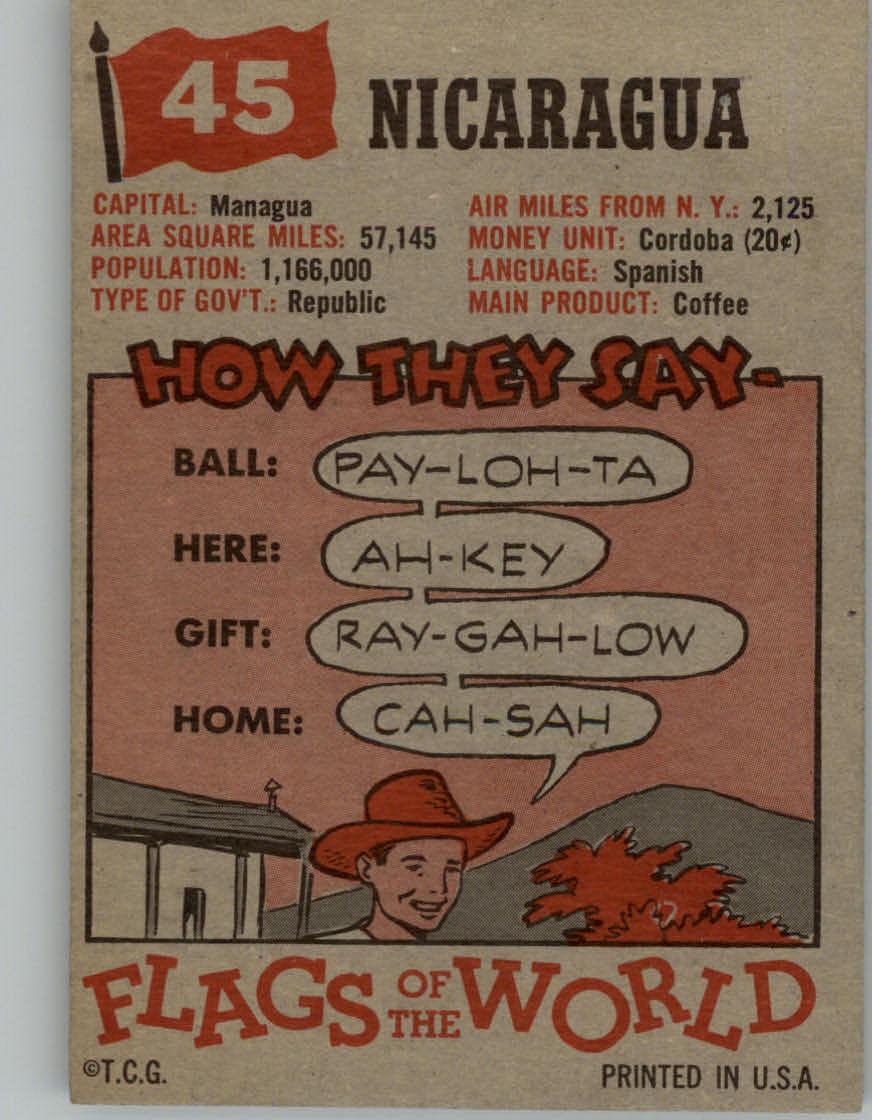 45
NICARAGUA
CAPITAL: Managua
AREA SQUARE MILES: 57,145
POPULATION: 1,166,000
TYPE OF GOV'T.: Republic
AIR MILES FROM N. Y.: 2,125
MONEY UNIT: Cordoba (20¢)
LANGUAGE: Spanish
MAIN PRODUCT: Coffee
HOW THEY SAY-
BALL: PAY-LOH-TA
HERE: AH-KEY
GIFT: RAY-GAH-LOW
HOME: CAH-SAH
FLAGS OF THE WORLD
©T.C.G.
PRINTED IN U.S.A.